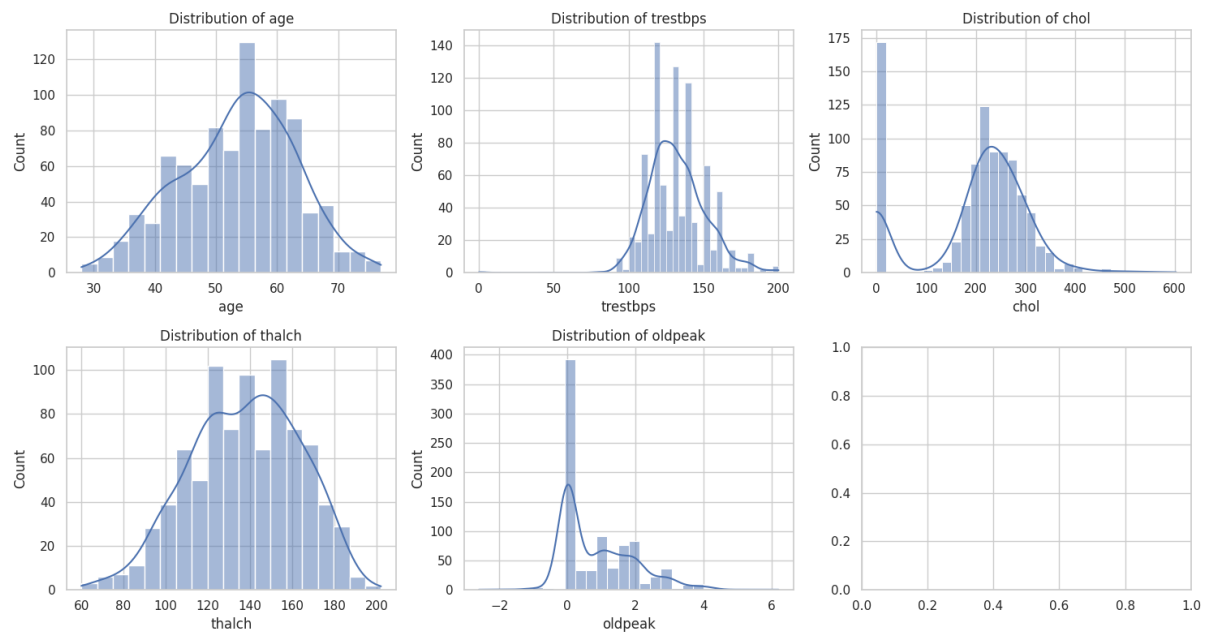 Distribution of age
Count
120
100
80
60
40
20
0
30 40 50 60 70
age
Distribution of trestbps
Count
140
120
100
80
60
40
20
0
0 50 100 150 200
trestbps
Distribution of chol
Count
175
150
125
100
75
50
25
0
0 100 200 300 400 500 600
chol
Distribution of thalch
Count
100
80
60
40
20
0
60 80 100 120 140 160 180 200
thalch
Distribution of oldpeak
Count
400
350
300
250
200
150
100
50
0
−2 0 2 4 6
oldpeak
1.0
0.8
0.6
0.4
0.2
0.0
0.0 0.2 0.4 0.6 0.8 1.0